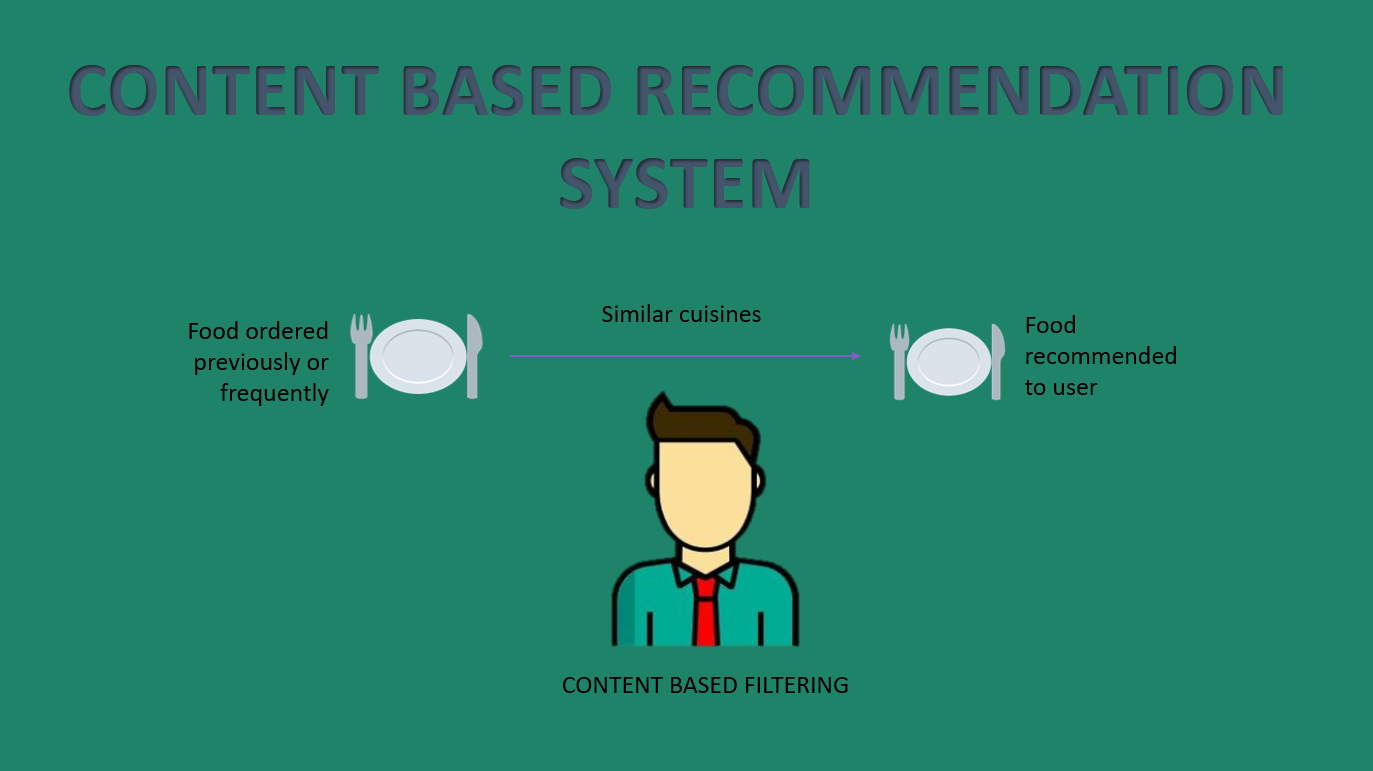 CONTENT BASED RECOMMENDATION
SYSTEM
Food ordered
previously or
frequently
Similar cuisines
Food
recommended
to user
CONTENT BASED FILTERING